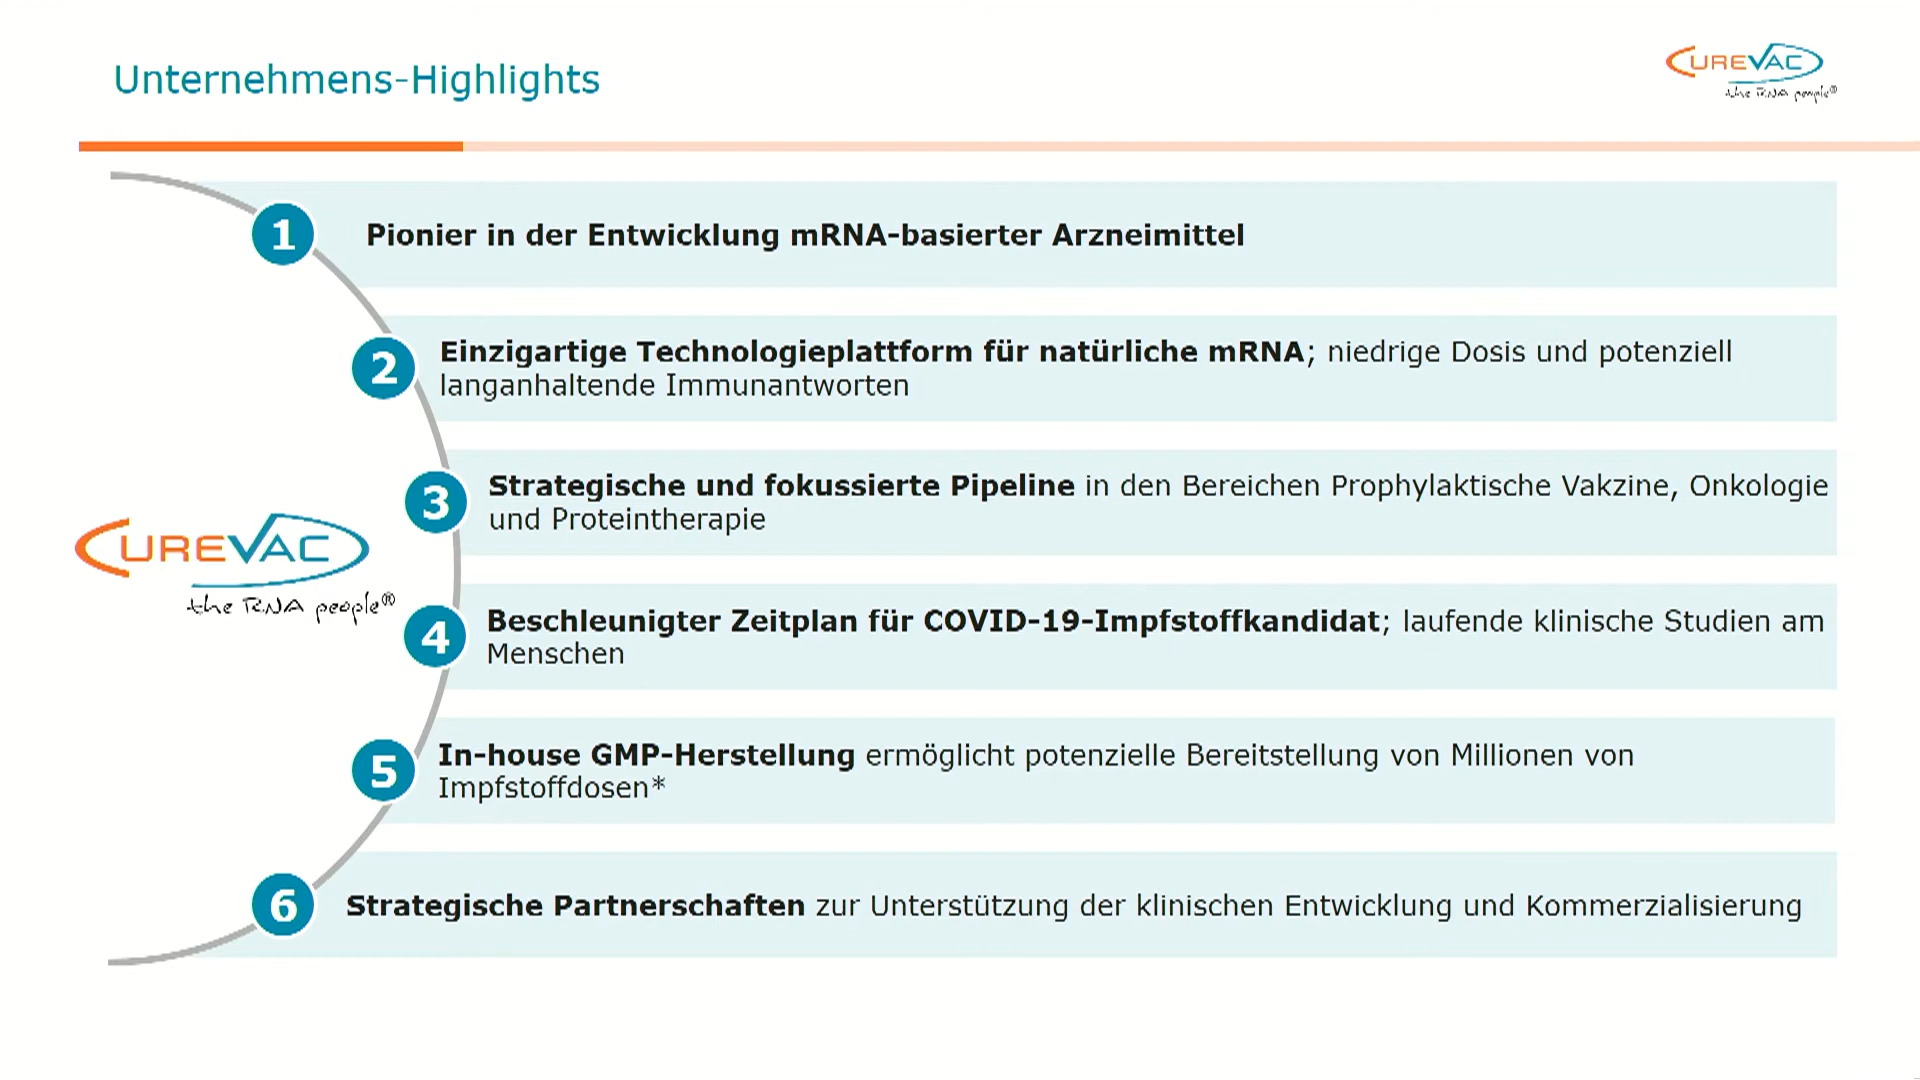 Unternehmens-Highlights
CUREVAC
the RNA people®
1
Pionier in der Entwicklung mRNA-basierter Arzneimittel
2
Einzigartige Technologieplattform für natürliche mRNA; niedrige Dosis und potenziell
langanhaltende Immunantworten
3
Strategische und fokussierte Pipeline in den Bereichen Prophylaktische Vakzine, Onkologie
und Proteintherapie
CUREVAC
the RNA people®
4
Beschleunigter Zeitplan für COVID-19-Impfstoffkandidat; laufende klinische Studien am
Menschen
5
In-house GMP-Herstellung ermöglicht potenzielle Bereitstellung von Millionen von
Impfstoffdosen*
6
Strategische Partnerschaften zur Unterstützung der klinischen Entwicklung und Kommerzialisierung